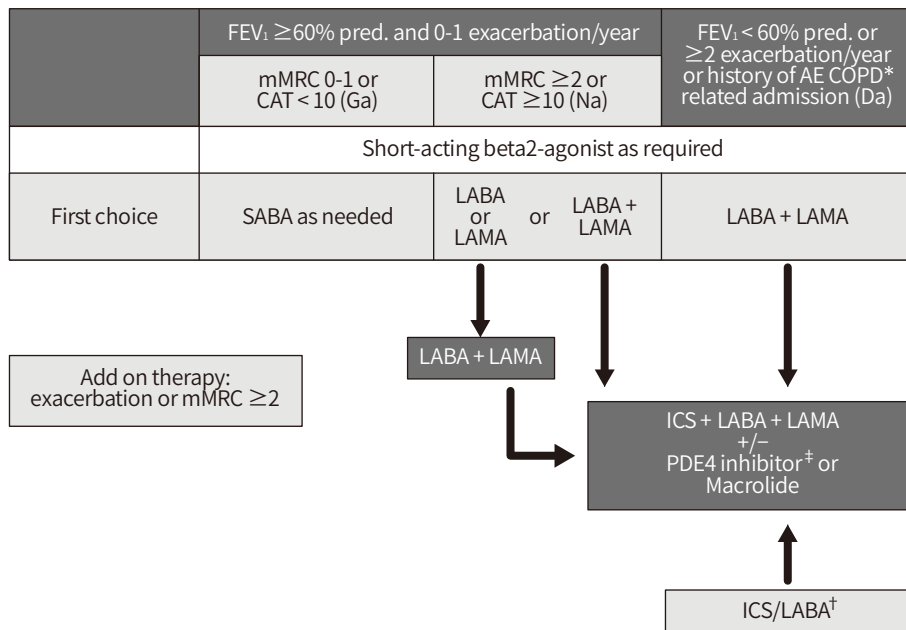 FEV₁ ≥60% pred. and 0-1 exacerbation/year
FEV₁ < 60% pred. or
≥2 exacerbation/year
or history of AE COPD*
related admission (Da)
mMRC 0-1 or
CAT < 10 (Ga)
mMRC ≥2 or
CAT ≥10 (Na)
Short-acting beta2-agonist as required
First choice
SABA as needed
LABA
or
LAMA
or
LABA +
LAMA
LABA + LAMA
LABA + LAMA
Add on therapy:
exacerbation or mMRC ≥2
ICS + LABA + LAMA
+/−
PDE4 inhibitor‡ or
Macrolide
ICS/LABA†